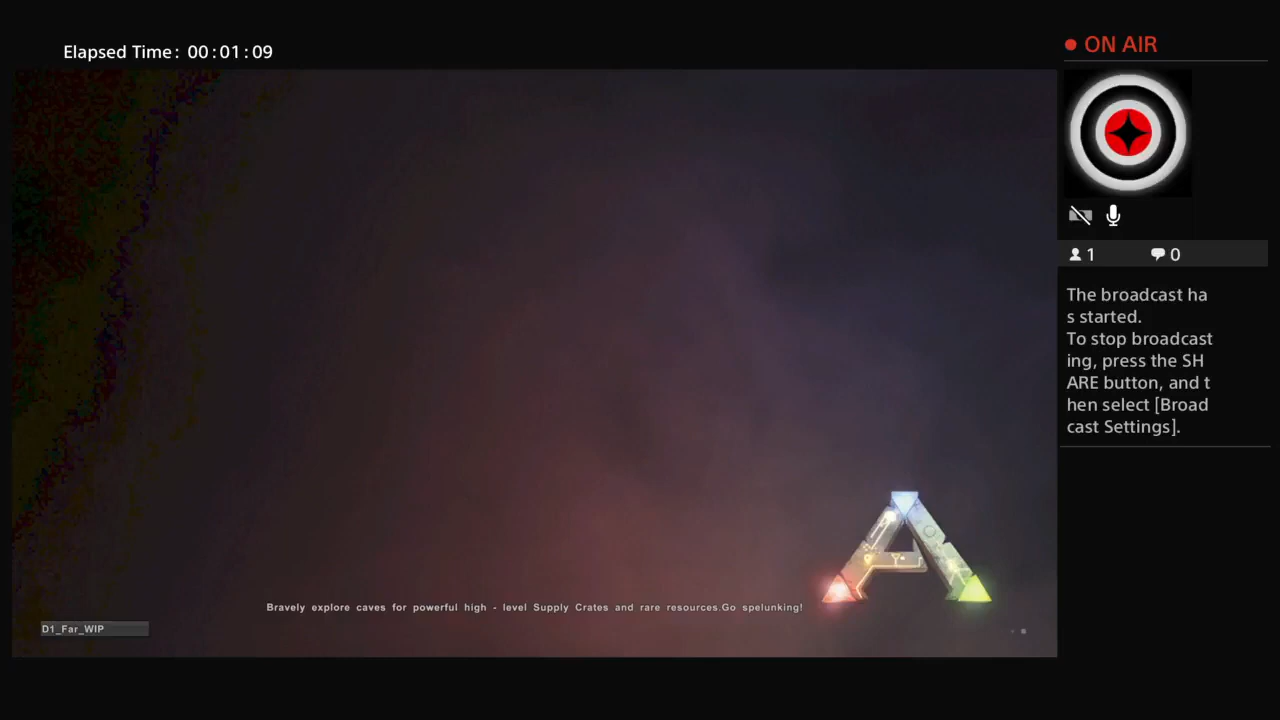 Elapsed Time: 00:01:09
ON AIR
1
0
The broadcast ha
s started.
To stop broadcast
ing, press the SH
ARE button, and t
hen select [Broad
cast Settings].
Bravely explore caves for powerful high - level Supply Crates and rare resources.Go spelunking!
D1_Far_WIP